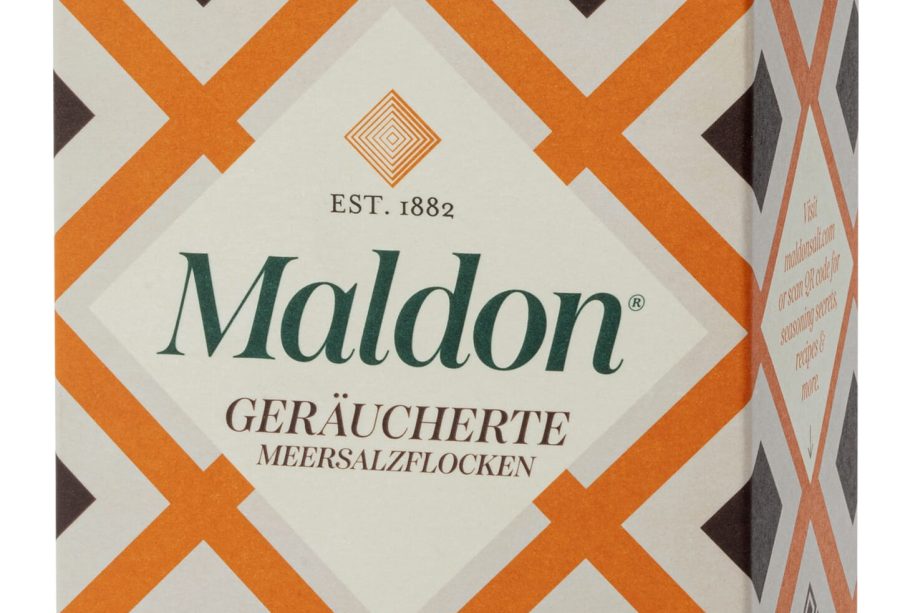 EST. 1882
Maldon®
GERÄUCHERTE
MEERSALZFLOCKEN
Visit
maldonsalt.com
or scan QR code for
seasoning secrets,
recipes &
more.